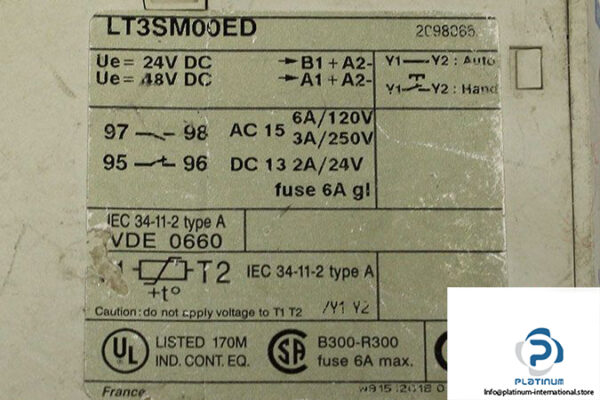 LT3SM00ED 2098065
Ue = 24V DC →B1 + A2- Y1 Y2 : Auto
Ue = 48V DC →A1 + A2- Y1 Y2 : Hand
97 98 AC 15 6A/120V
3A/250V
95 96 DC 13 2A/24V
fuse 6A gl
IEC 34-11-2 type A
VDE 0660
T2 IEC 34-11-2 type A
+t°
Caution: do not apply voltage to T1 T2 /Y1 Y2
UL LISTED 170M
IND. CONT. EQ.
SA B300-R300
fuse 6A max.
France
PLATINUM
INTERNATIONAL
Info@platinum-international.store